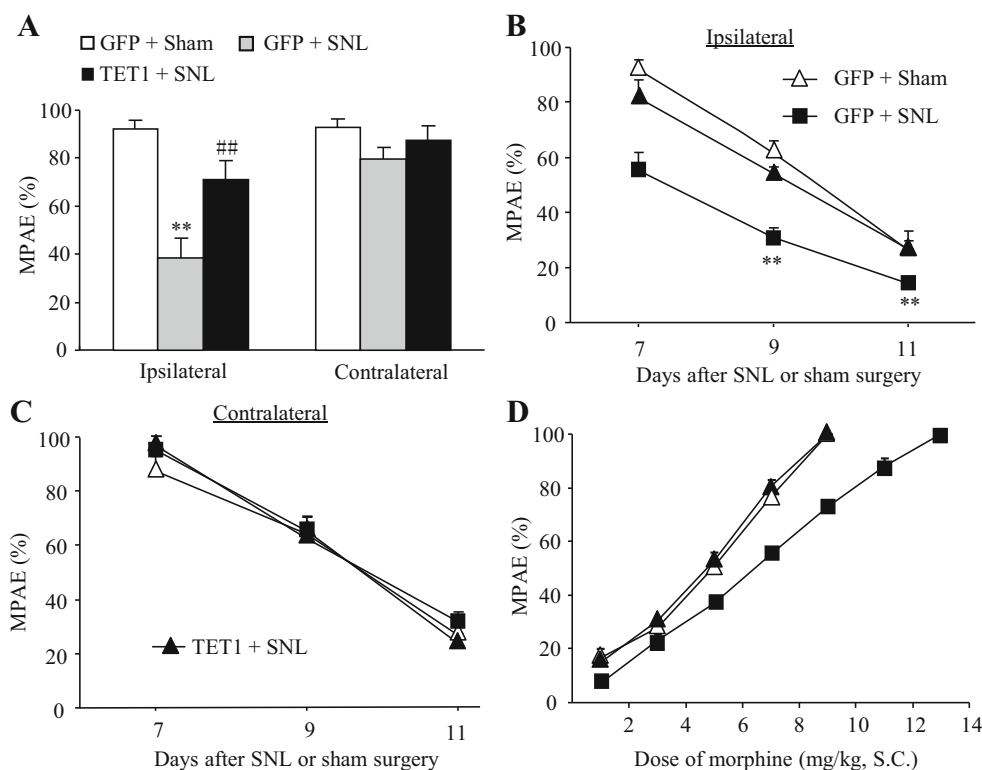 A
GFP + Sham
GFP + SNL
TET1 + SNL
MPAE (%)
100
80
60
40
20
0
**
##
Ipsilateral
Contralateral
B
Ipsilateral
GFP + Sham
GFP + SNL
MPAE (%)
100
80
60
40
20
0
**
**
7 9 11
Days after SNL or sham surgery
C
Contralateral
MPAE (%)
100
80
60
40
20
0
TET1 + SNL
7 9 11
Days after SNL or sham surgery
D
MPAE (%)
100
80
60
40
20
0
2 4 6 8 10 12 14
Dose of morphine (mg/kg, S.C.)